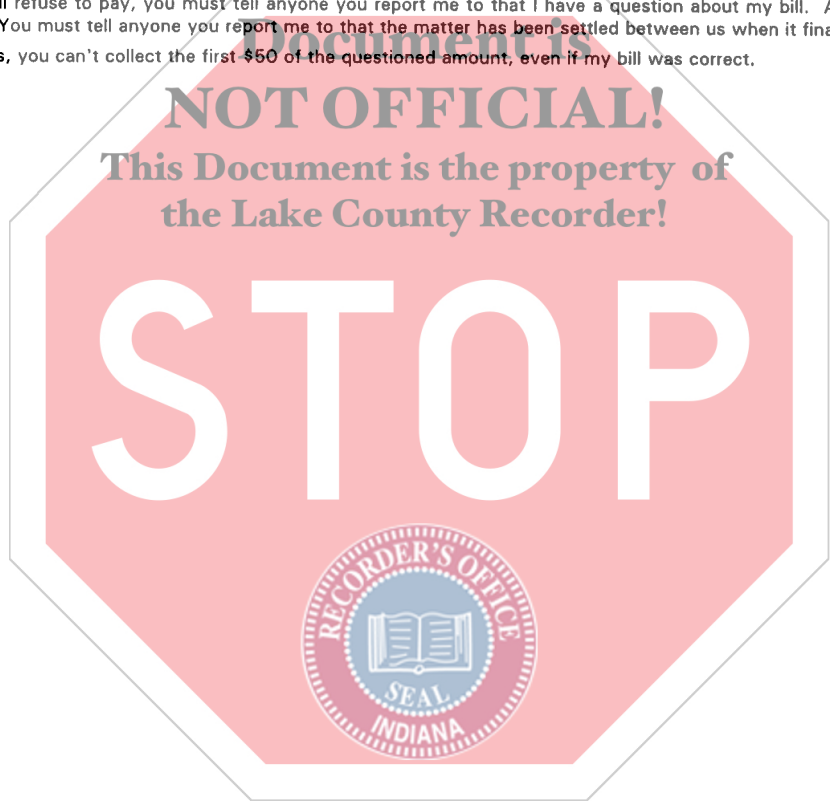 refuse to pay, you must tell anyone you report me to that I have a question about my bill. A
You must tell anyone you report me to that the matter has been settled between us when it fina
s, you can't collect the first $50 of the questioned amount, even if my bill was correct.
Document is
NOT OFFICIAL!
This Document is the property of
the Lake County Recorder!
STOP
RECORDER'S OFFICE
SEAL
INDIANA